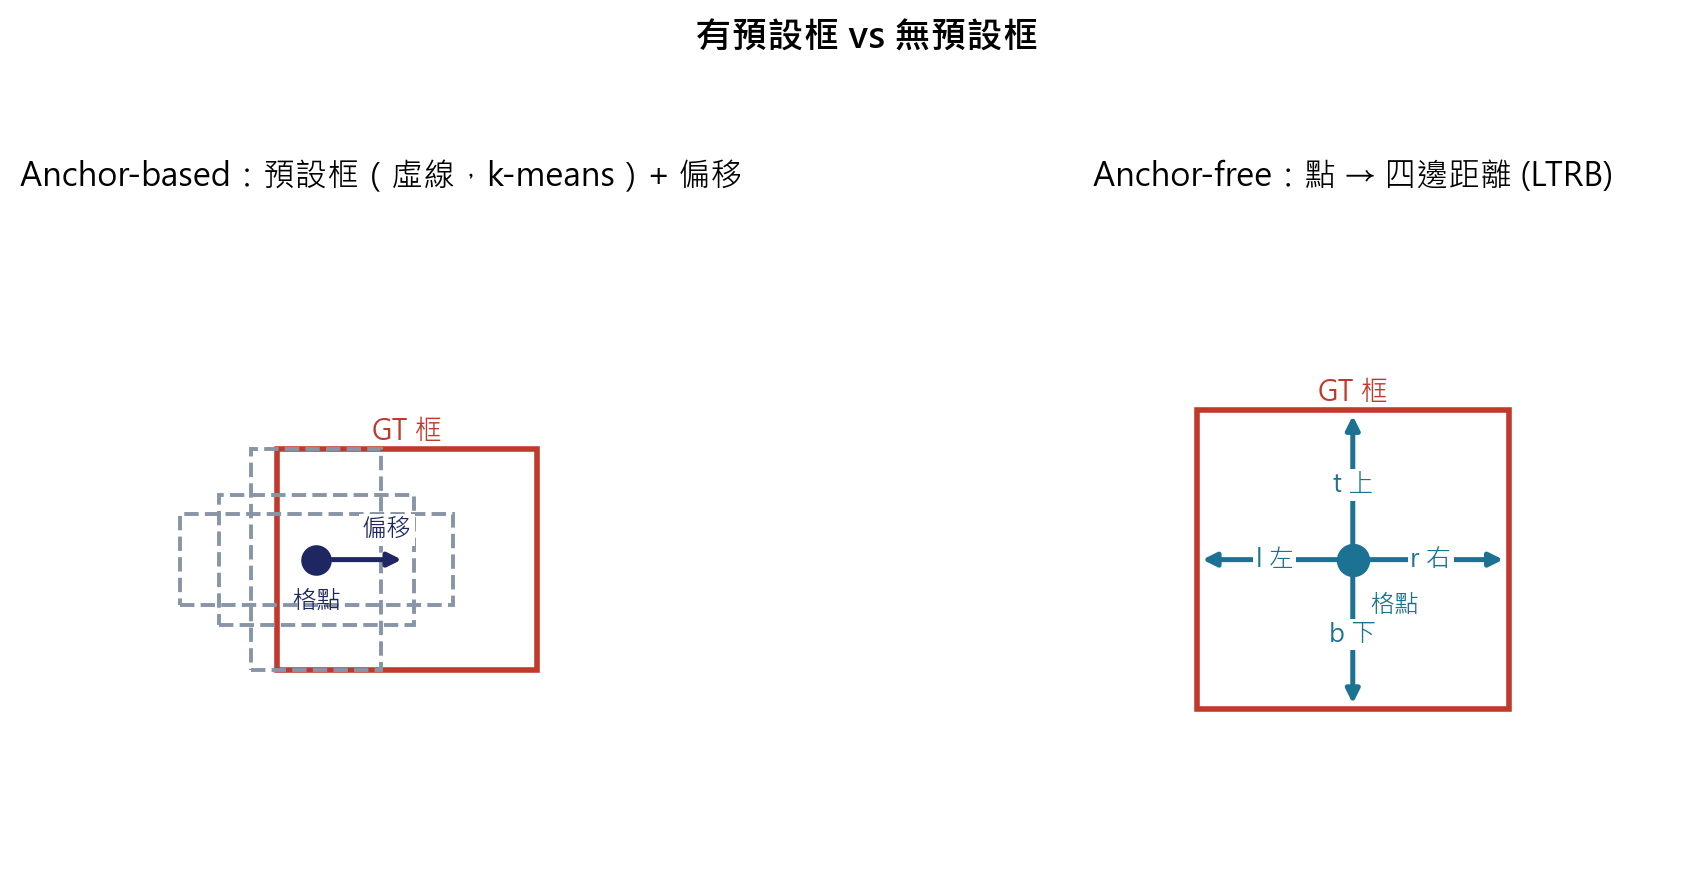 有預設框 vs 無預設框
Anchor-based：預設框（虛線，k-means）+ 偏移
GT 框
偏移
格點
Anchor-free：點 → 四邊距離 (LTRB)
GT 框
t 上
l 左
r 右
格點
b 下